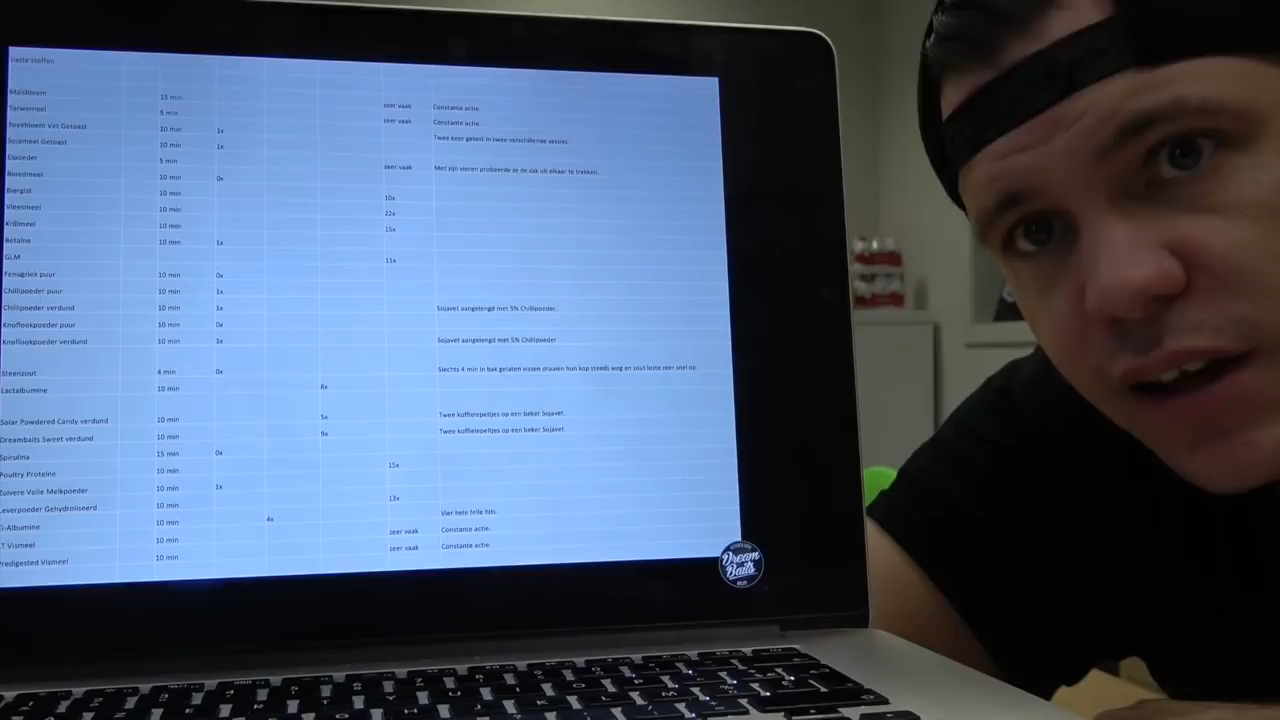 Vaste stoffen
Maisbloem 15 min
Tarwemeel 5 min zeer vaak Constante actie.
Sojabloem Vet Getoast 10 min 1x zeer vaak Constante actie.
Sojameel Getoast 10 min 1x Twee keer getest in twee verschillende sessies.
Eipoeder 5 min
Bloedmeel 10 min 0x zeer vaak Met zijn vieren probeerde ze de zak uit elkaar te trekken.
Biergist 10 min
Vleesmeel 10 min 10x
Krillmeel 10 min 22x
Betaïne 10 min 1x 15x
GLM 11x
Fenugriek puur 10 min 0x
Chillipoeder puur 10 min 1x
Chillipoeder verdund 10 min 1x Sojavet aangelengd met 5% Chillipoeder.
Knoflookpoeder puur 10 min 0x
Knoflookpoeder verdund 10 min 1x Sojavet aangelengd met 5% Chillipoeder
Steenzout 4 min 0x Slechts 4 min in bak gelaten vissen draaien hun kop steeds weg en zout loste zeer snel op.
Lactalbumine 10 min 8x
Solar Powdered Candy verdund 10 min 5x Twee koffielepeltjes op een beker Sojavet.
Dreambaits Sweet verdund 10 min 9x Twee koffielepeltjes op een beker Sojavet.
Spirulina 15 min 0x
Poultry Proteine 10 min 15x
Zuivere Volle Melkpoeder 10 min 1x
Leverpoeder Gehydroliseerd 10 min 13x
Ei-Albumine 10 min 4x Vier hele felle hits.
LT Vismeel 10 min zeer vaak Constante actie.
Predigested Vismeel 10 min zeer vaak Constante actie.
Dream
Baits